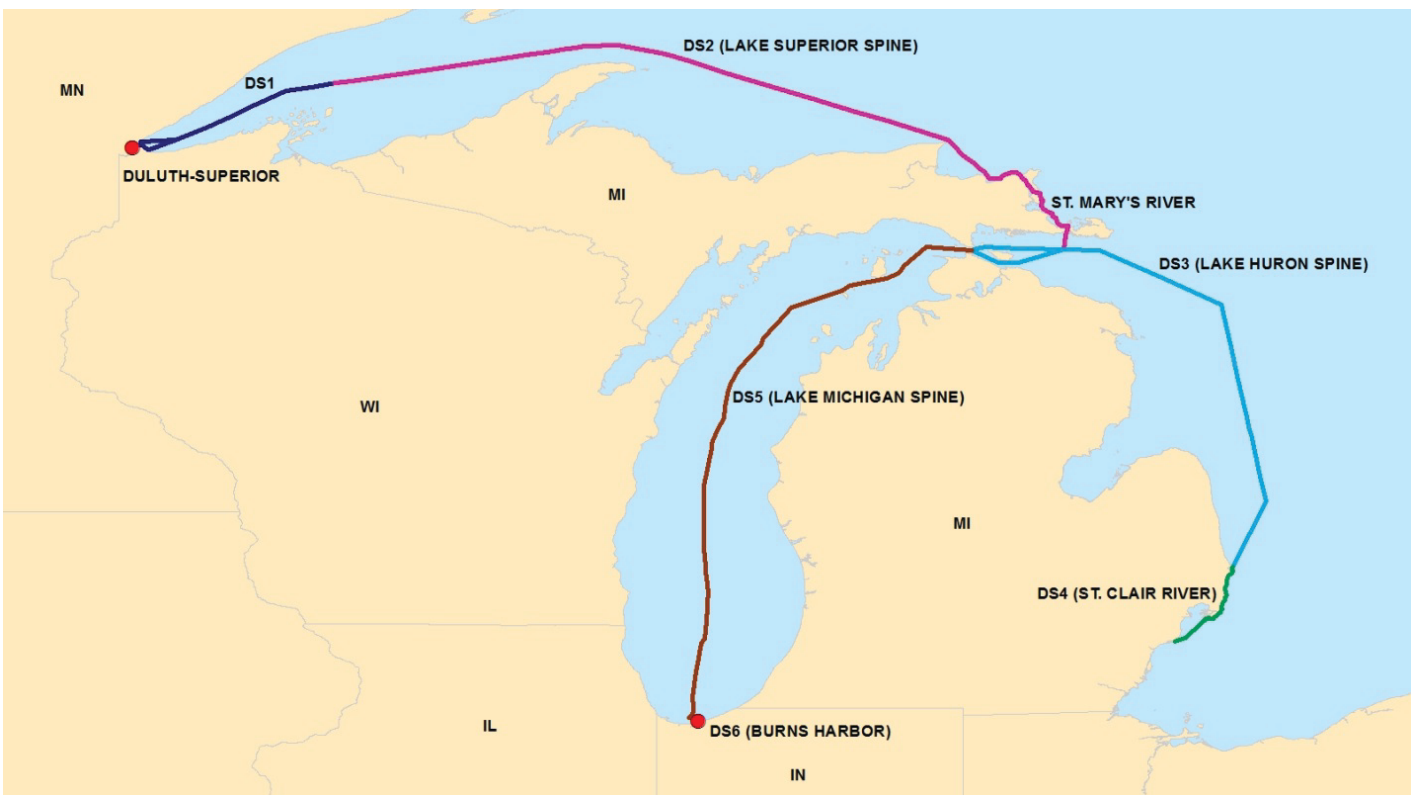 DS2 (LAKE SUPERIOR SPINE)
DS1
MN
DULUTH-SUPERIOR
MI
ST. MARY'S RIVER
DS3 (LAKE HURON SPINE)
DS5 (LAKE MICHIGAN SPINE)
WI
MI
DS4 (ST. CLAIR RIVER)
IL
DS6 (BURNS HARBOR)
IN